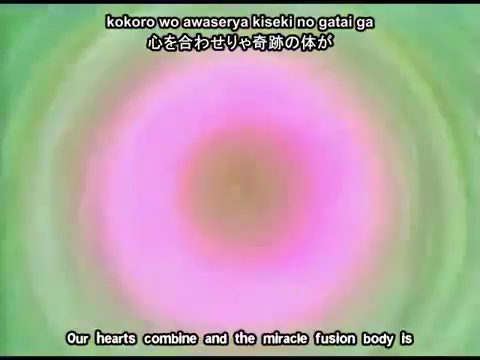 kokoro wo awaserya kiseki no gatai ga
心を合わせりゃ奇跡の体が
Our hearts combine and the miracle fusion body is